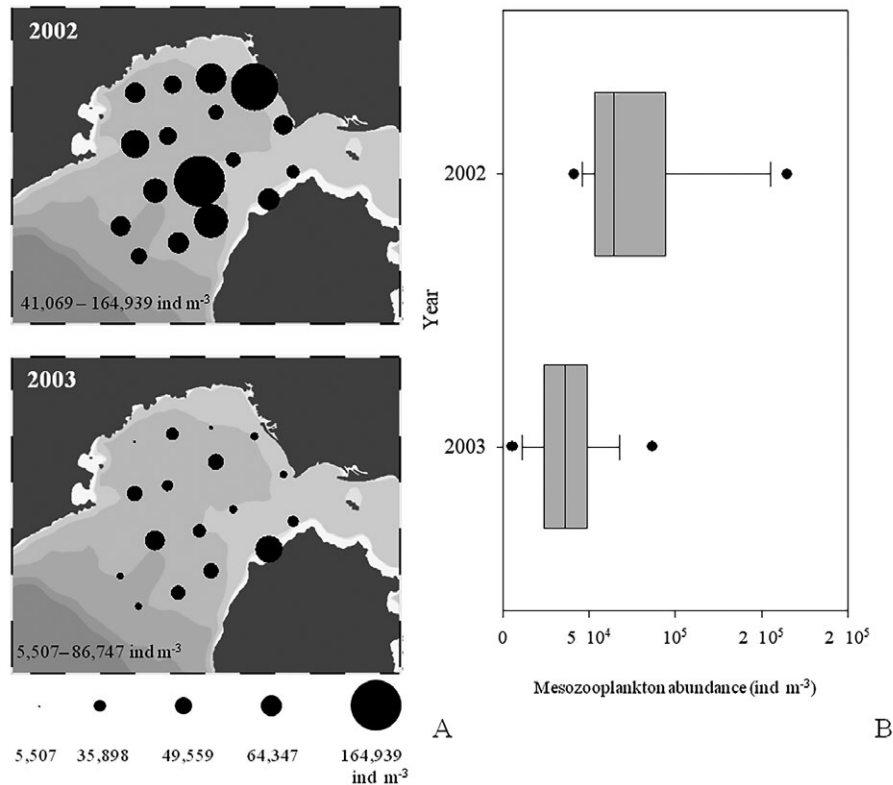 2002
41,069 – 164,939 ind m-3
2003
5,507– 86,747 ind m-3
5,507 35,898 49,559 64,347 164,939
ind m-3
A
Year
2002
2003
0 5 10⁴ 10⁵ 2 10⁵ 2 10⁵
Mesozooplankton abundance (ind m-3)
B